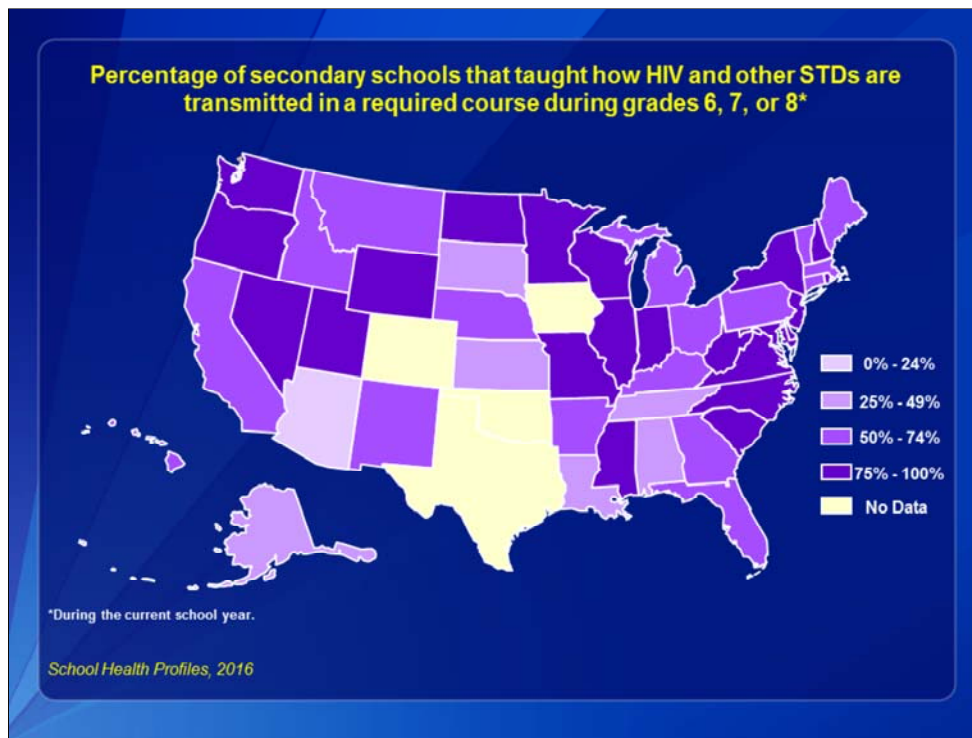 Percentage of secondary schools that taught how HIV and other STDs are
transmitted in a required course during grades 6, 7, or 8*
0% - 24%
25% - 49%
50% - 74%
75% - 100%
No Data
*During the current school year.
School Health Profiles, 2016